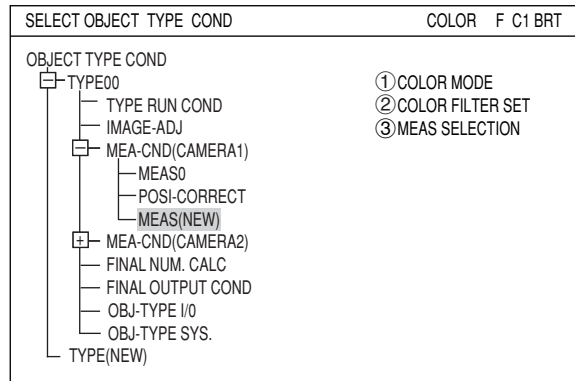 SELECT OBJECT TYPE COND COLOR F C1 BRT
OBJECT TYPE COND
TYPE00
TYPE RUN COND
IMAGE-ADJ
MEA-CND(CAMERA1)
MEAS0
POSI-CORRECT
MEAS(NEW)
MEA-CND(CAMERA2)
FINAL NUM. CALC
FINAL OUTPUT COND
OBJ-TYPE I/0
OBJ-TYPE SYS.
TYPE(NEW)
①COLOR MODE
②COLOR FILTER SET
③MEAS SELECTION